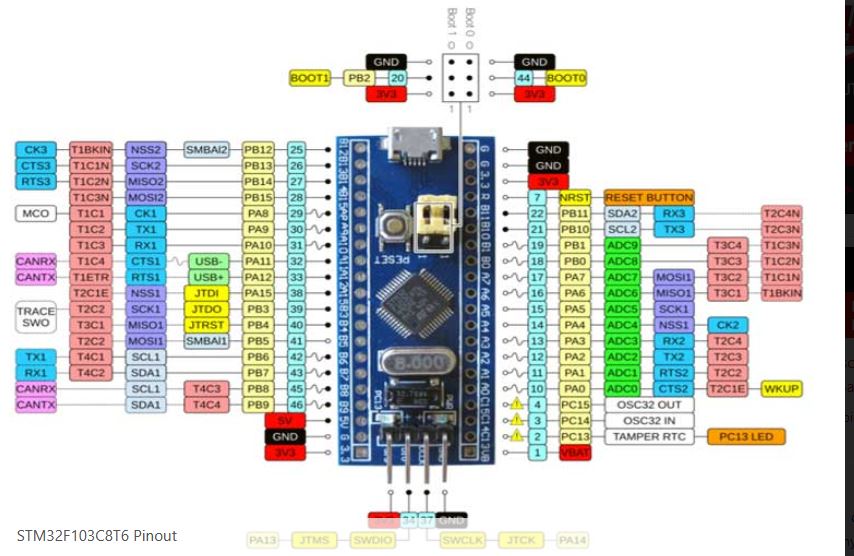 Boot 1 Boot 0
GND GND
BOOT1 PB2 20 44 BOOT0
3V3 3V3
1 1
CK3 T1BKIN NSS2 SMBAI2 PB12 25 GND
CTS3 T1C1N SCK2 PB13 26 GND
RTS3 T1C2N MISO2 PB14 27 3V3
T1C3N MOSI2 PB15 28 7 NRST RESET BUTTON
MCO T1C1 CK1 PA8 29 22 PB11 SDA2 RX3 T2C4N
T1C2 TX1 PA9 30 21 PB10 SCL2 TX3 T2C3N
T1C3 RX1 PA10 31 19 PB1 ADC9 T3C4 T1C3N
CANRX T1C4 CTS1 USB- PA11 32 18 PB0 ADC8 T3C3 T1C2N
CANTX T1ETR RTS1 USB+ PA12 33 17 PA7 ADC7 MOSI1 T3C2 T1C1N
T2C1E NSS1 JTDI PA15 38 16 PA6 ADC6 MISO1 T3C1 T1BKIN
TRACE SWO T2C2 SCK1 JTDO PB3 39 15 PA5 ADC5 SCK1
T3C1 MISO1 JTRST PB4 40 14 PA4 ADC4 NSS1 CK2
T2C2 MOSI1 SMBAI1 PB5 41 13 PA3 ADC3 RX2 T2C4
TX1 T4C1 SCL1 PB6 42 12 PA2 ADC2 TX2 T2C3
RX1 T4C2 SDA1 PB7 43 11 PA1 ADC1 RTS2 T2C2
CANRX SCL1 T4C3 PB8 45 10 PA0 ADC0 CTS2 T2C1E WKUP
CANTX SDA1 T4C4 PB9 46 4 PC15 OSC32 OUT
5V 3 PC14 OSC32 IN
GND 2 PC13 TAMPER RTC PC13 LED
3V3 1 VBAT
RESET
8.000
PC13
3V3 34 37 GND
PA13 JTMS SWDIO SWCLK JTCK PA14
STM32F103C8T6 Pinout